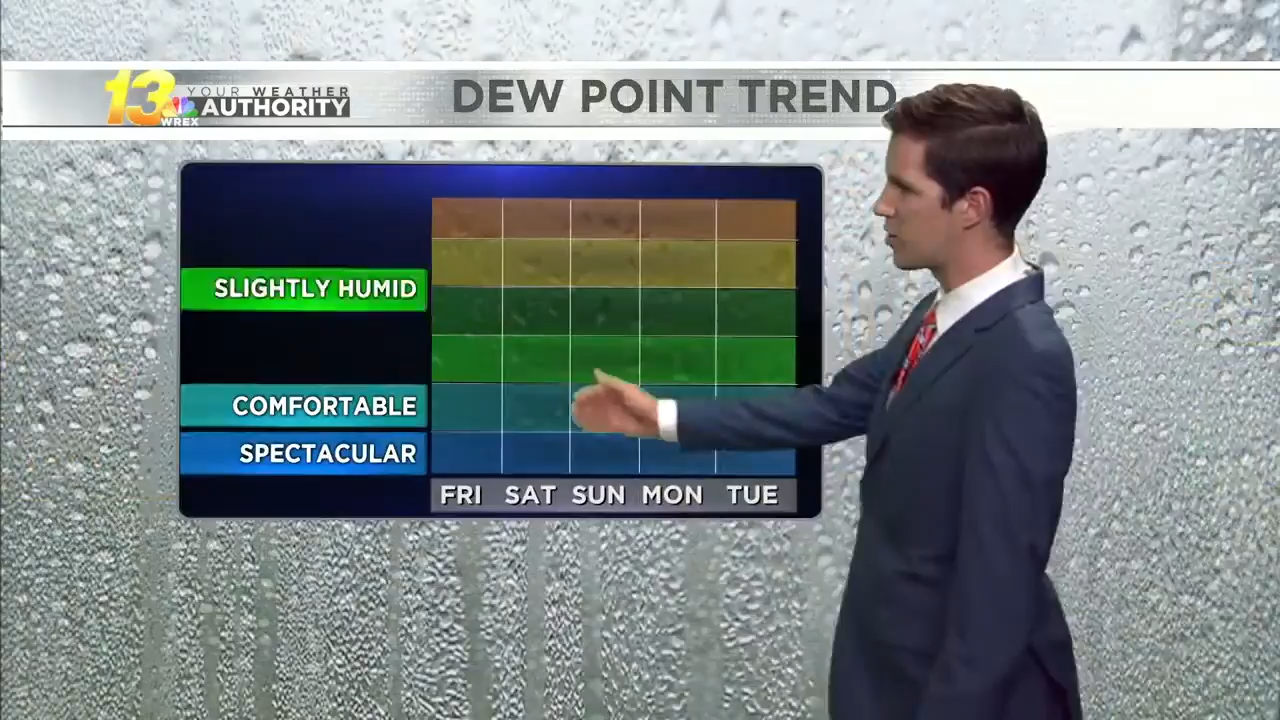 13 YOUR WEATHER
AUTHORITY
WREX
DEW POINT TREND
SLIGHTLY HUMID
COMFORTABLE
SPECTACULAR
FRI SAT SUN MON TUE